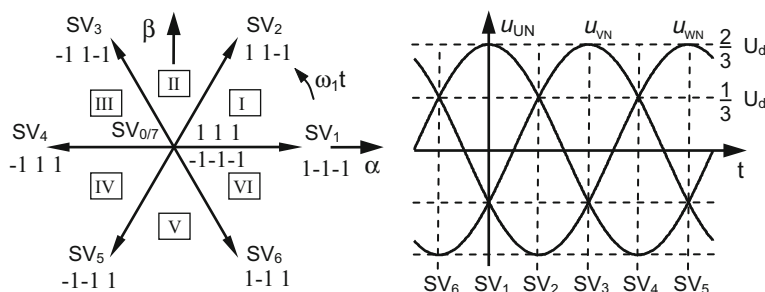 SV3
-1 1-1
β
SV2
1 1-1
ω1t
II
III
I
SV4
-1 1 1
SV0/7
1 1 1
-1-1-1
SV1
1-1-1
α
IV
VI
V
SV5
-1-1 1
SV6
1-1 1
uUN
uVN
uWN
2/3 Ud
1/3 Ud
t
SV6 SV1 SV2 SV3 SV4 SV5